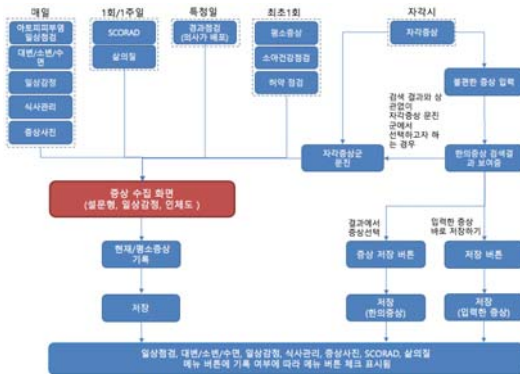 매일
1회/1주일
특정일
최초1회
자각시
아토피피부염
일상점검
대변/소변/수
면
일상감정
식사관리
증상사진
SCORAD
삶의질
경과점검
(의사가 배포)
평소증상
소아건강점검
허약 점검
자각증상
불편한 증상 입력
검색 결과와 상
관없이
자각증상 문진
군에서
선택하고자 하
는 경우
자각증상군
문진
한의증상 검색결
과 보여줌
증상 수집 화면
(설문형, 일상감정, 인체도 )
결과에서
증상선택
입력한 증상
바로 저장하기
현재/평소증상
기록
증상 저장 버튼
저장 버튼
저장
저장
(한의증상)
저장
(입력한 증상)
일상점검, 대변/소변/수면, 일상감정, 식사관리, 증상사진, SCORAD, 삶의질
메뉴 버튼에 기록 여부에 따라 메뉴 버튼 체크 표시됨